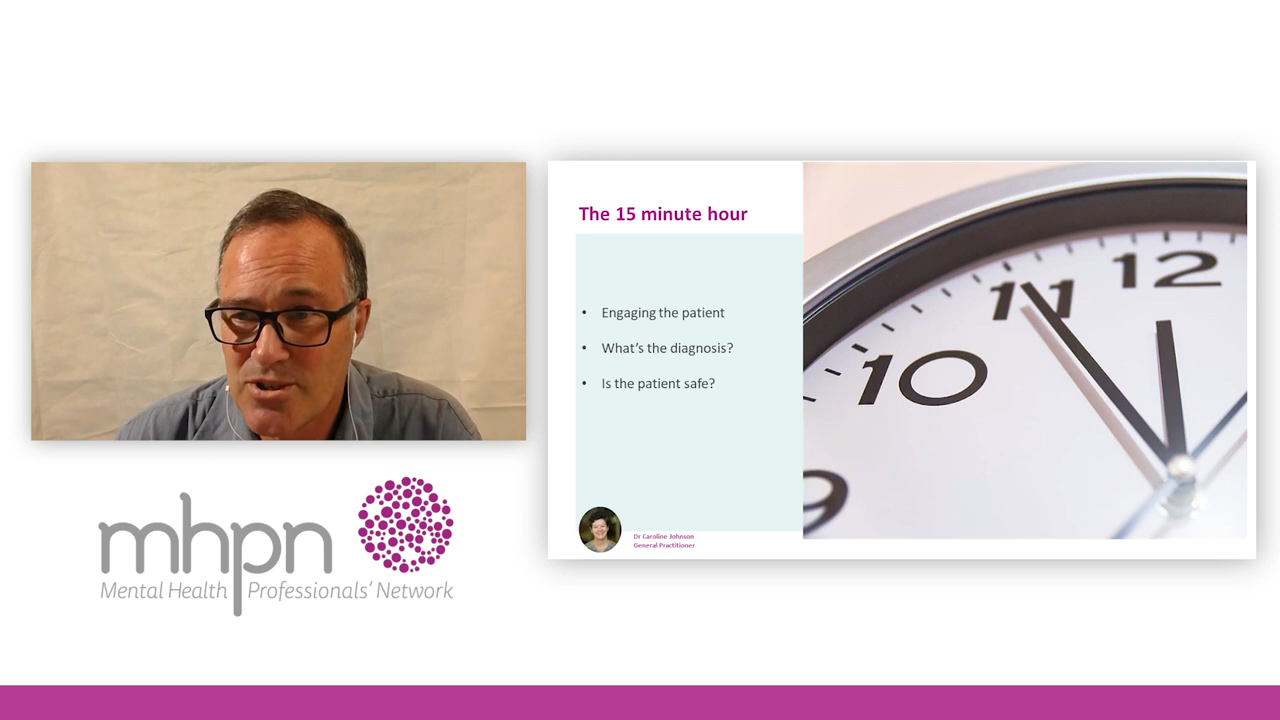 The 15 minute hour
• Engaging the patient
• What's the diagnosis?
• Is the patient safe?
Dr Caroline Johnson
General Practitioner
12
11
10
9
mhpn
Mental Health Professionals' Network